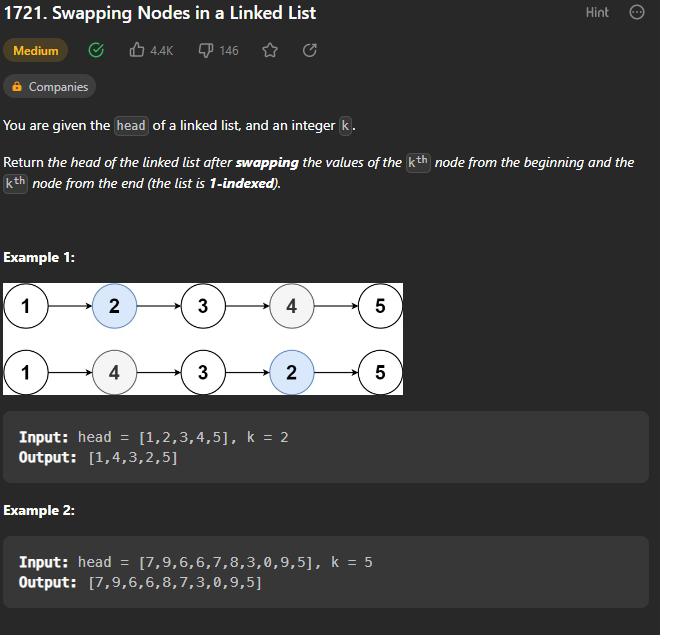 1721. Swapping Nodes in a Linked List
Hint
Medium
4.4K
146
Companies
You are given the head of a linked list, and an integer k.
Return the head of the linked list after swapping the values of the kth node from the beginning and the
kth node from the end (the list is 1-indexed).
Example 1:
1 2 3 4 5
1 4 3 2 5
Input: head = [1,2,3,4,5], k = 2
Output: [1,4,3,2,5]
Example 2:
Input: head = [7,9,6,6,7,8,3,0,9,5], k = 5
Output: [7,9,6,6,8,7,3,0,9,5]